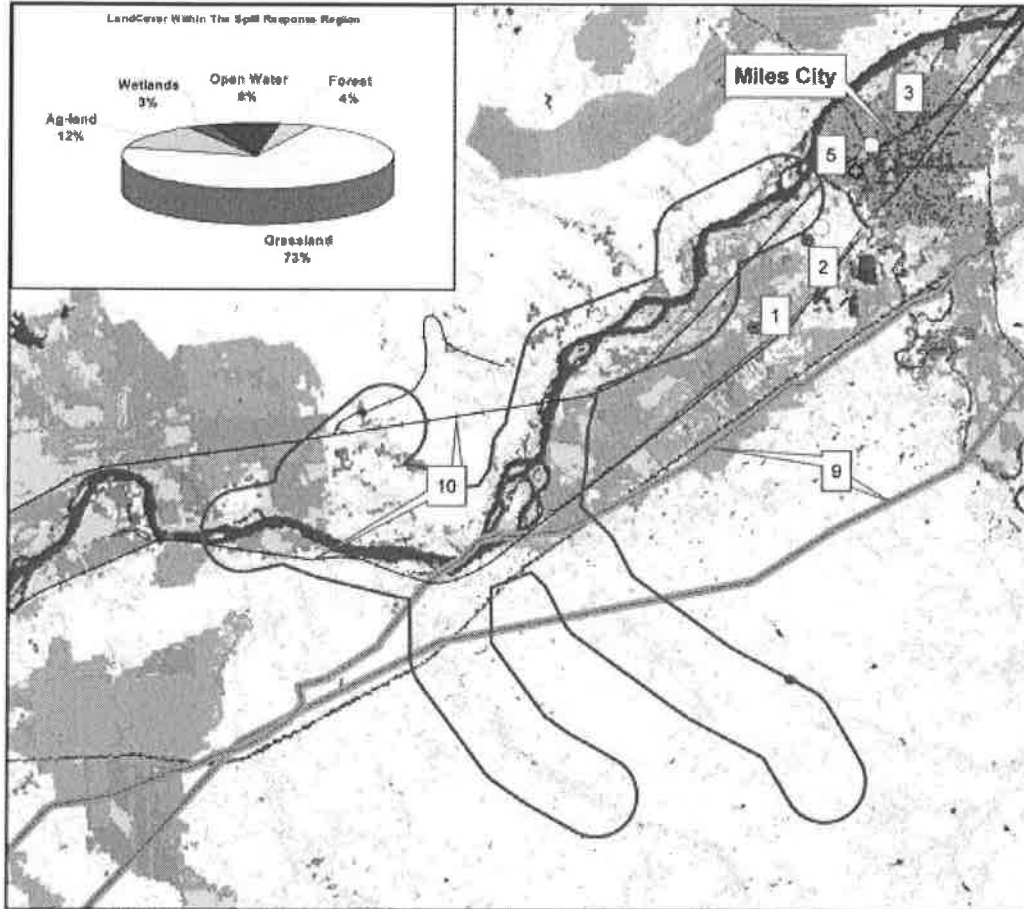 LandCover Within The Spill Response Region
Open Water
8%
Forest
4%
Wetlands
3%
Ag-land
12%
Grassland
73%
Miles City
3
5
2
1
10
9